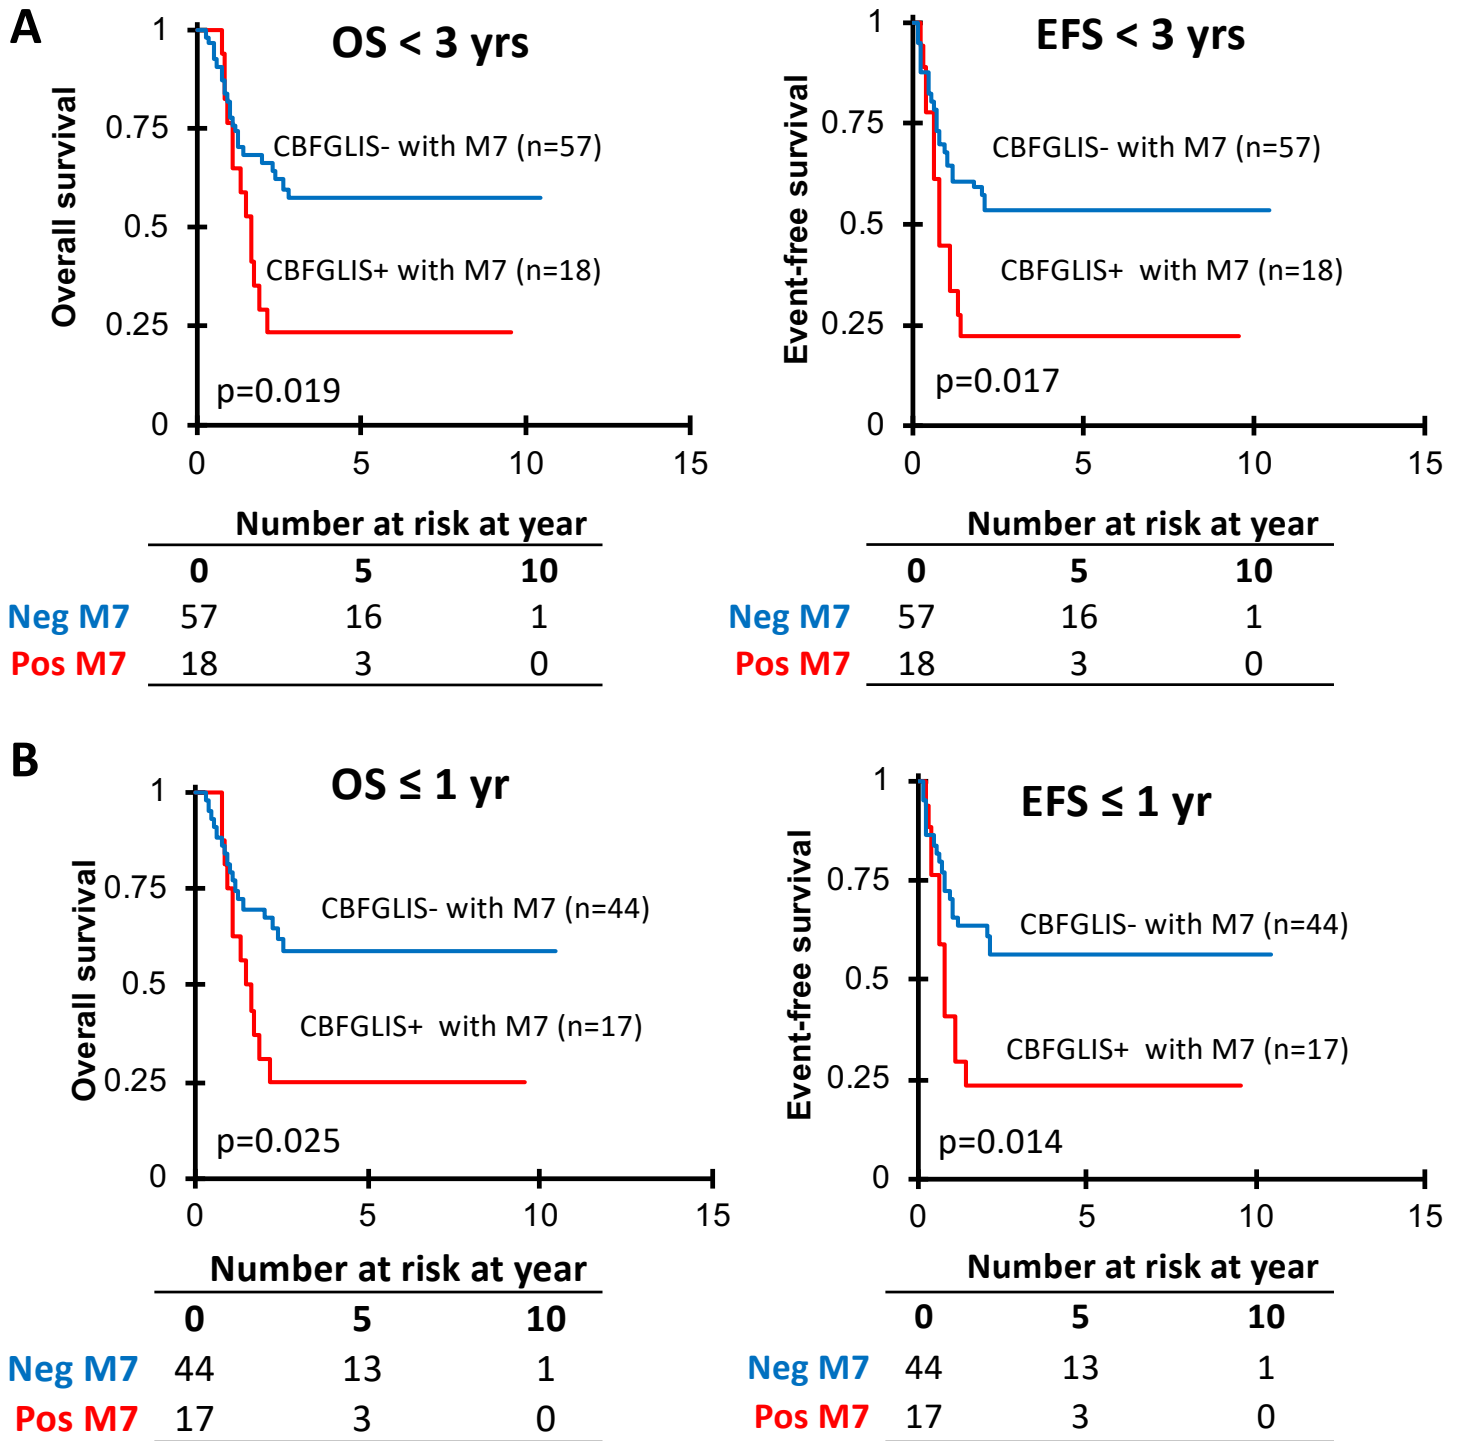 A
OS < 3 yrs
Overall survival
1
0.75
0.5
0.25
0
CBFGLIS- with M7 (n=57)
CBFGLIS+ with M7 (n=18)
p=0.019
0 5 10 15
Number at risk at year
0 5 10
Neg M7 57 16 1
Pos M7 18 3 0
EFS < 3 yrs
Event-free survival
1
0.75
0.5
0.25
0
CBFGLIS- with M7 (n=57)
CBFGLIS+ with M7 (n=18)
p=0.017
0 5 10 15
Number at risk at year
0 5 10
Neg M7 57 16 1
Pos M7 18 3 0
B
OS ≤ 1 yr
Overall survival
1
0.75
0.5
0.25
0
CBFGLIS- with M7 (n=44)
CBFGLIS+ with M7 (n=17)
p=0.025
0 5 10 15
Number at risk at year
0 5 10
Neg M7 44 13 1
Pos M7 17 3 0
EFS ≤ 1 yr
Event-free survival
1
0.75
0.5
0.25
0
CBFGLIS- with M7 (n=44)
CBFGLIS+ with M7 (n=17)
p=0.014
0 5 10 15
Number at risk at year
0 5 10
Neg M7 44 13 1
Pos M7 17 3 0